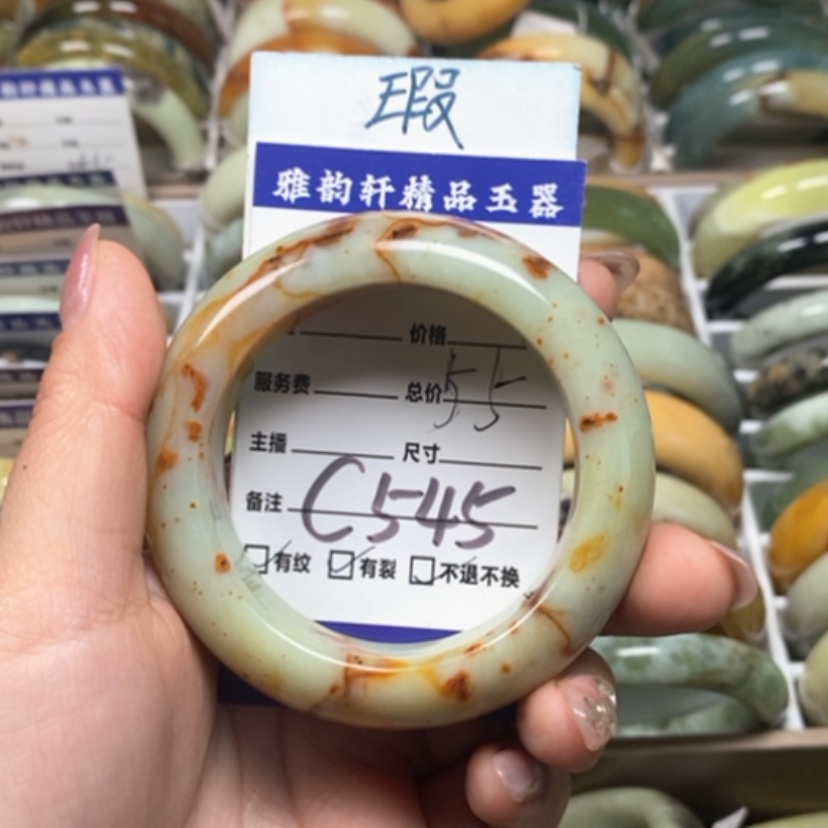 瑕
雅韵轩精品玉器
价格
服务费 总价 55
主播 尺寸
备注 C545
☑有纹 ☑有裂 ☑不退不换